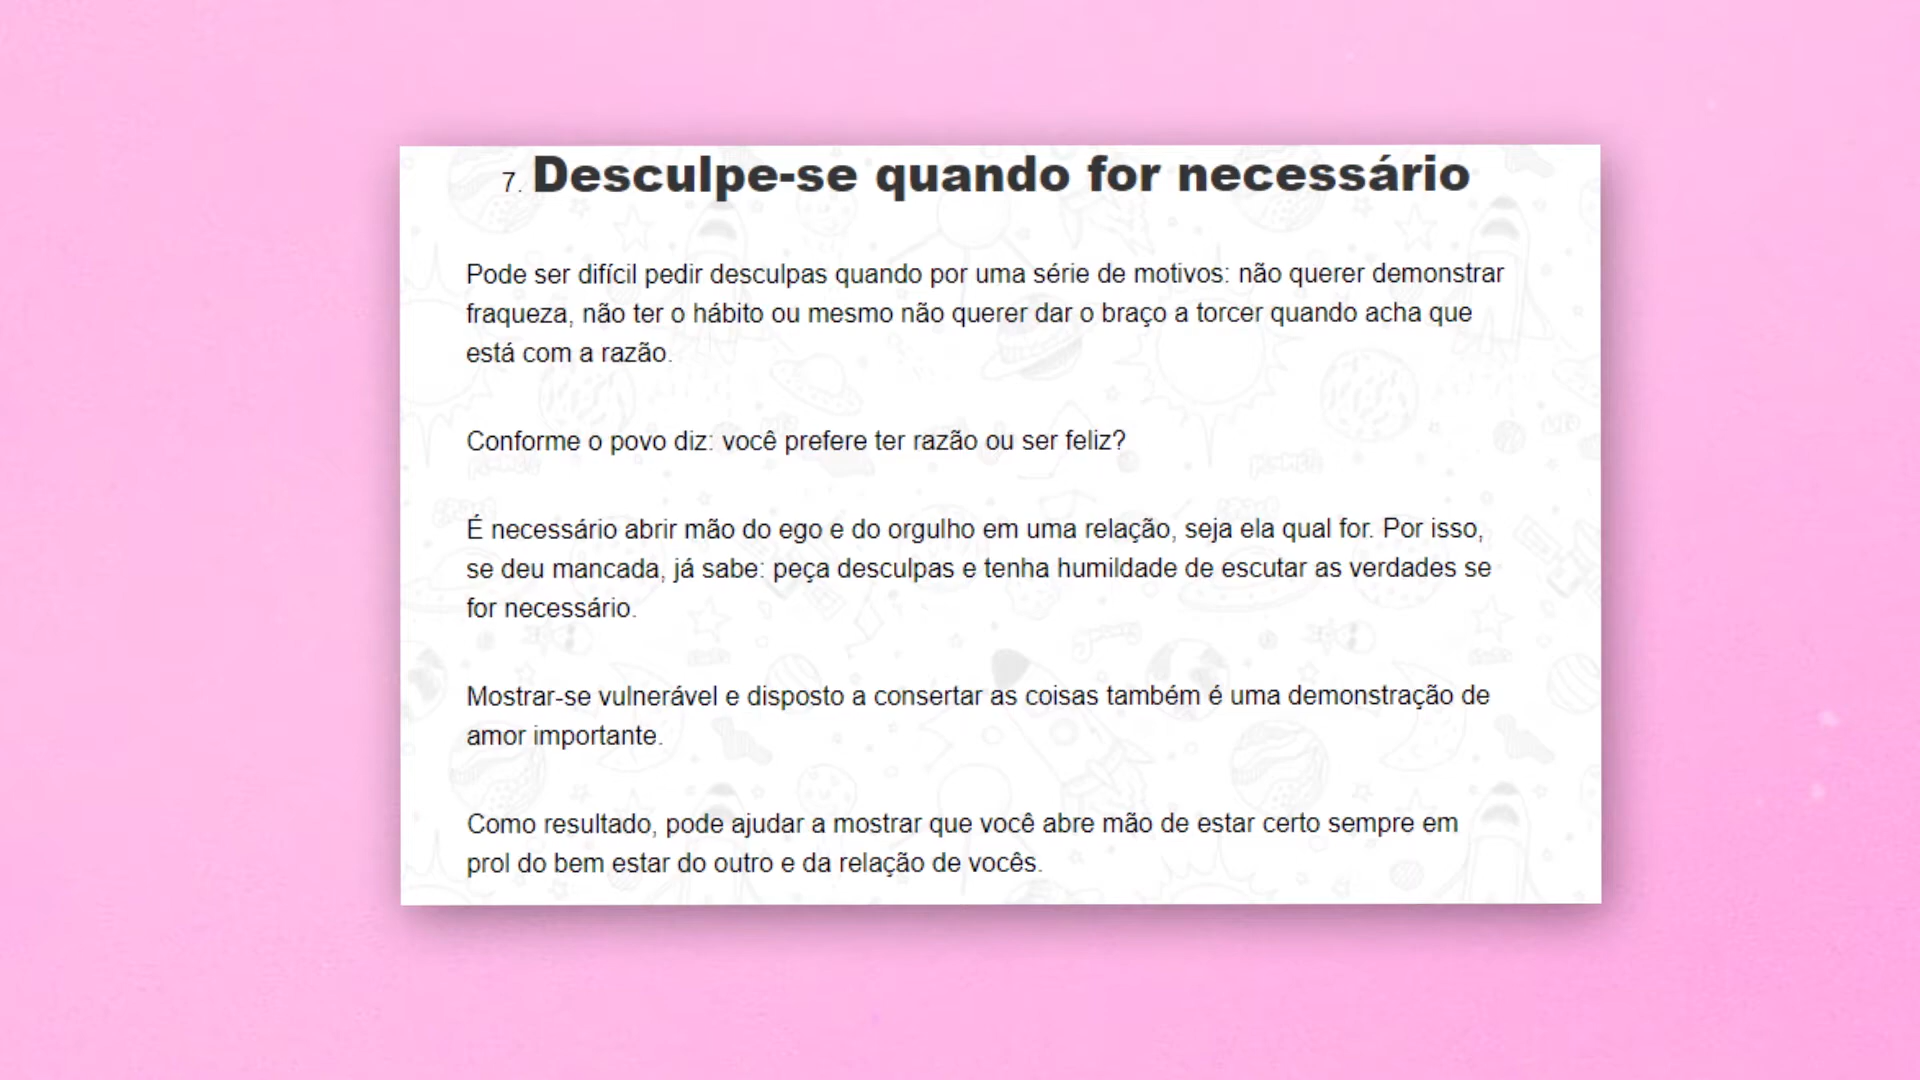 7. Desculpe-se quando for necessário
Pode ser difícil pedir desculpas quando por uma série de motivos: não querer demonstrar
fraqueza, não ter o hábito ou mesmo não querer dar o braço a torcer quando acha que
está com a razão.
Conforme o povo diz: você prefere ter razão ou ser feliz?
É necessário abrir mão do ego e do orgulho em uma relação, seja ela qual for. Por isso,
se deu mancada, já sabe: peça desculpas e tenha humildade de escutar as verdades se
for necessário.
Mostrar-se vulnerável e disposto a consertar as coisas também é uma demonstração de
amor importante.
Como resultado, pode ajudar a mostrar que você abre mão de estar certo sempre em
prol do bem estar do outro e da relação de vocês.